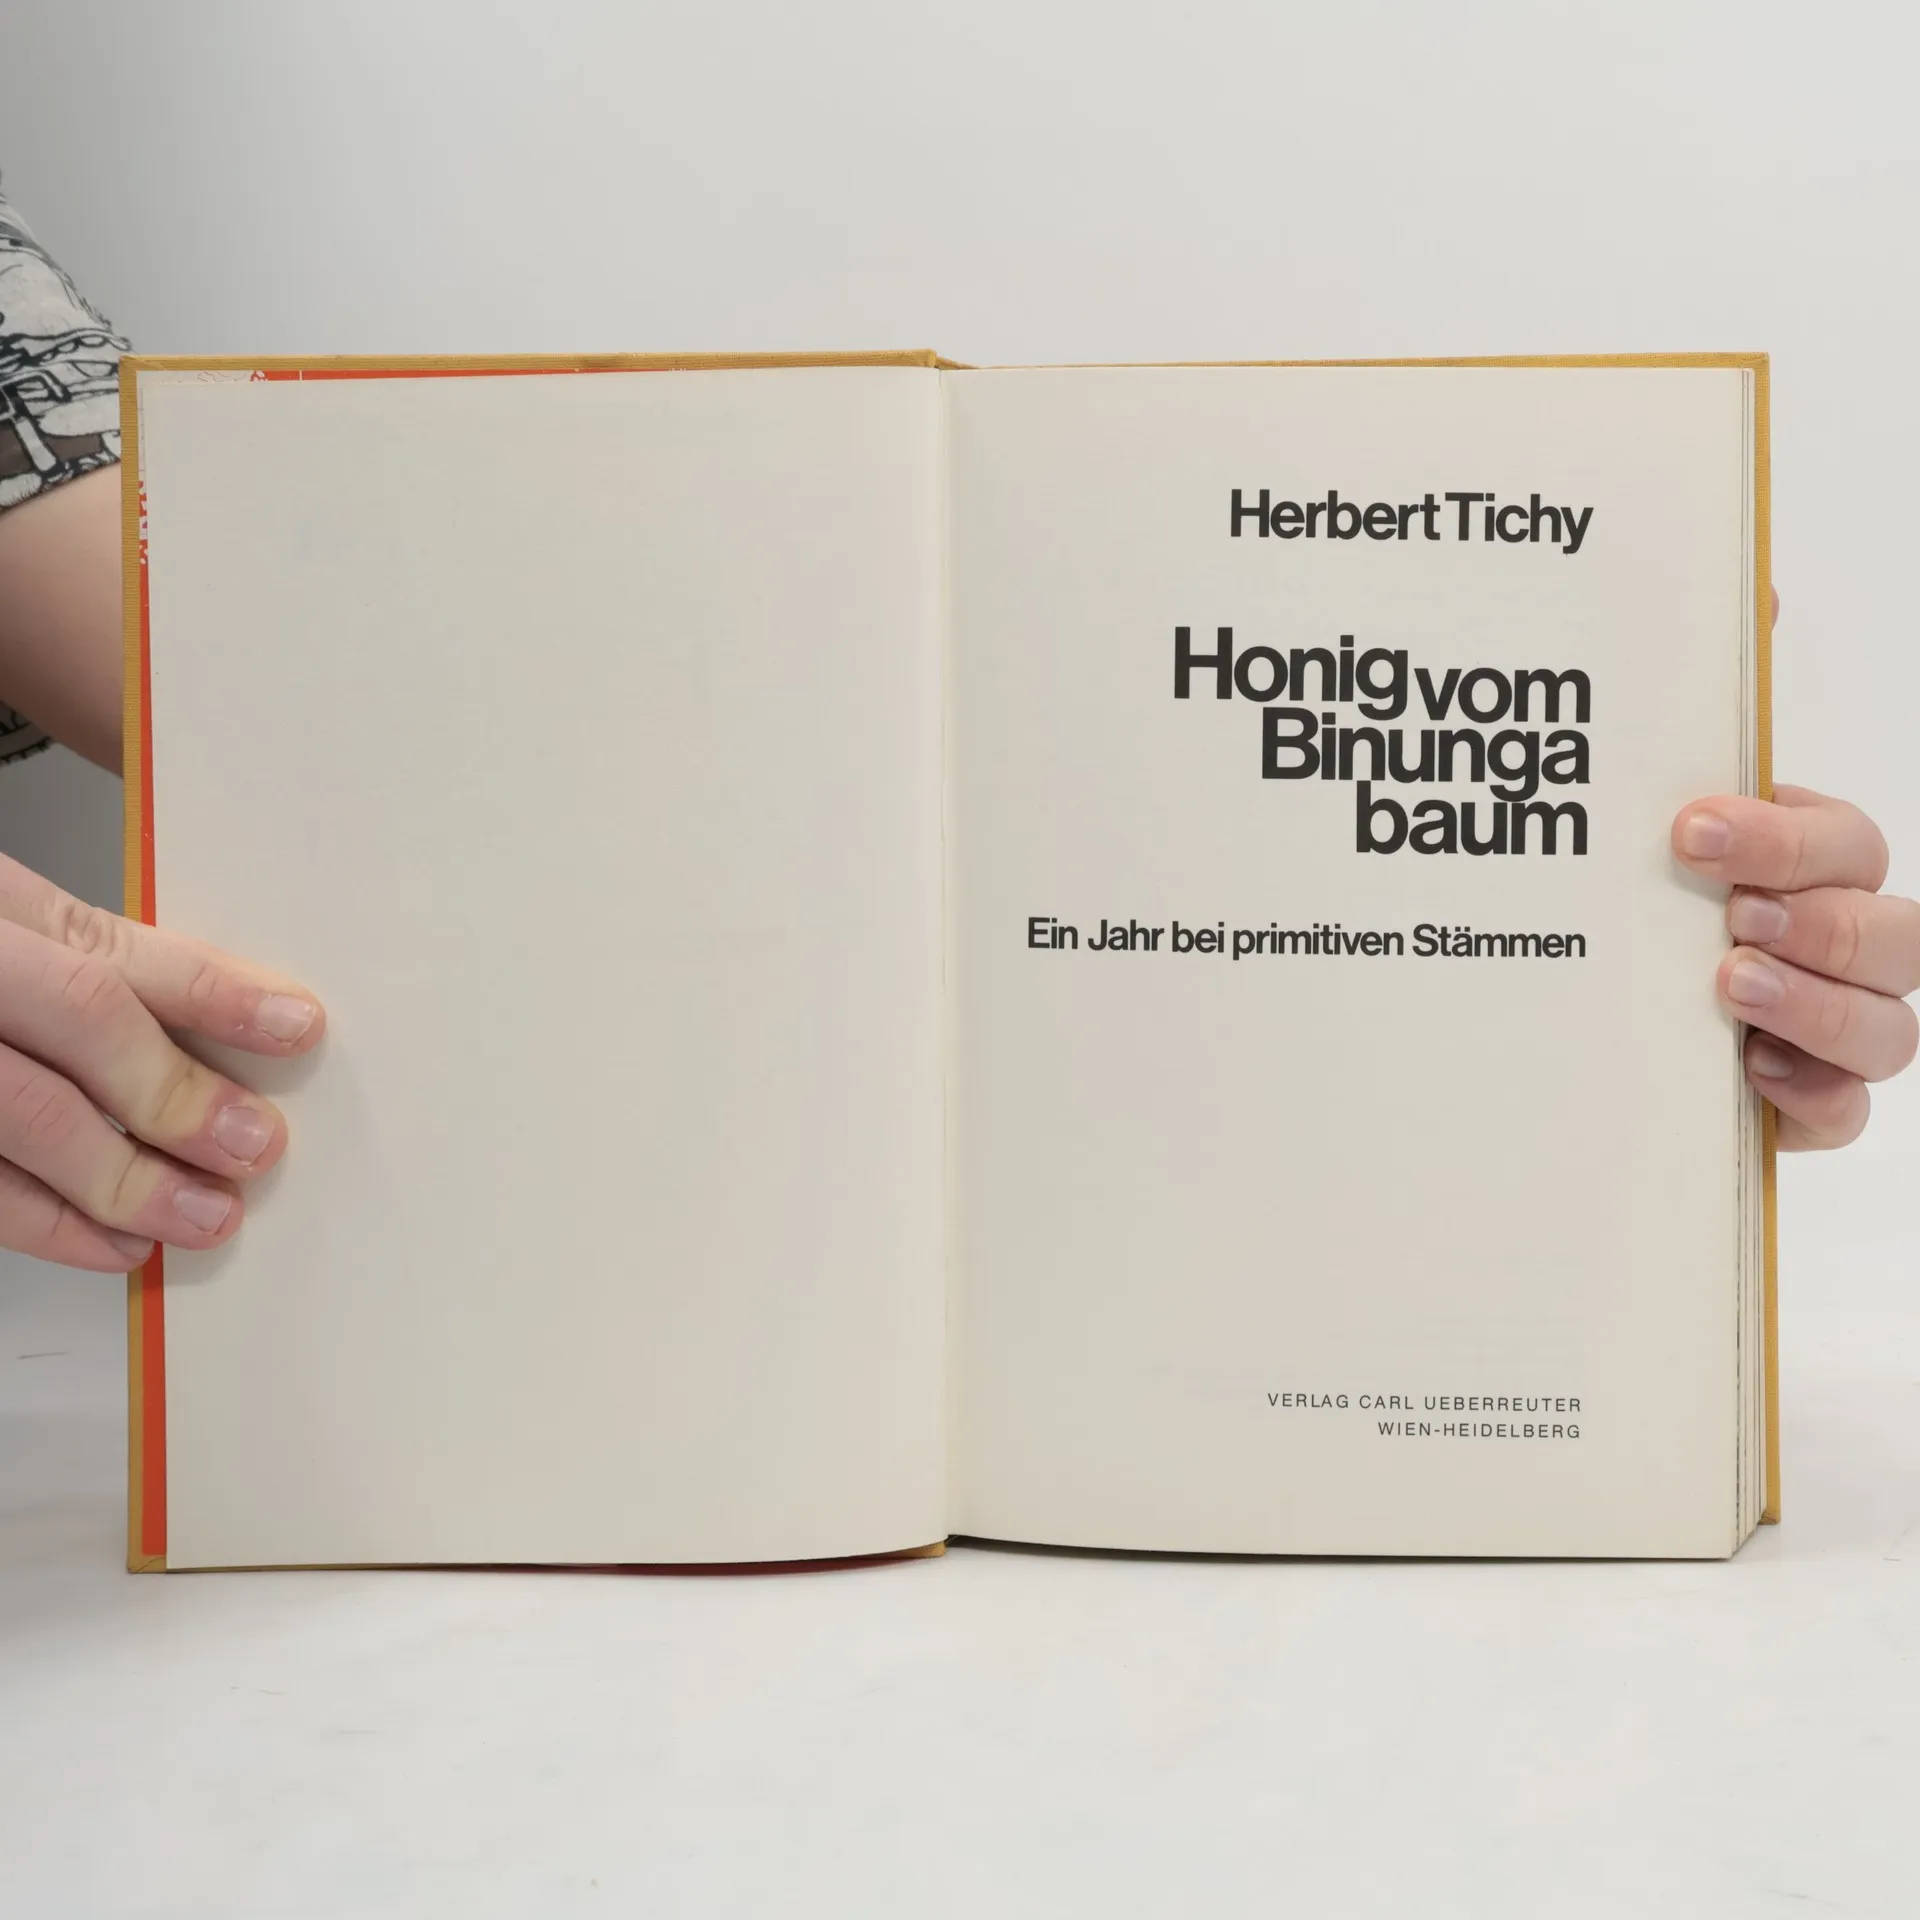 Herbert Tichy
Honig vom
Binunga
baum
Ein Jahr bei primitiven Stämmen
VERLAG CARL UEBERREUTER
WIEN-HEIDELBERG